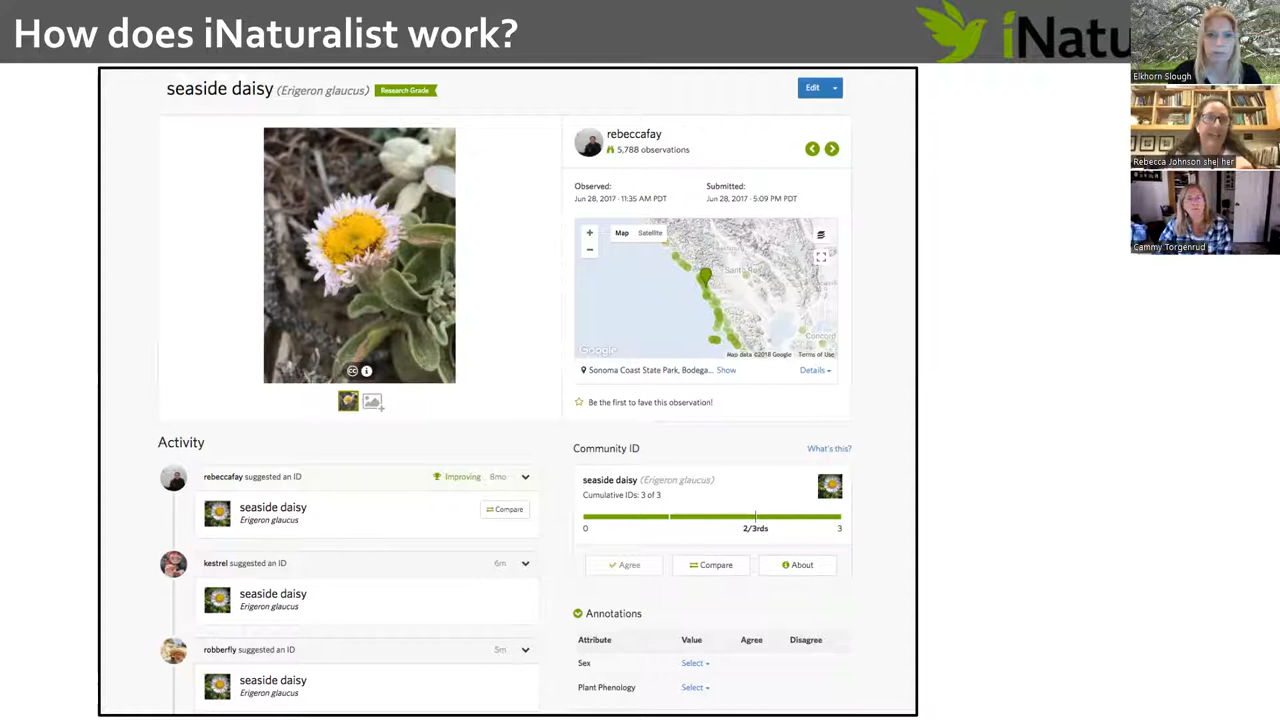 How does iNaturalist work?
iNatu
seaside daisy (Erigeron glaucus) Research Grade
Edit
rebeccafay
5,788 observations
Observed:
Submitted:
Jun 28, 2017 · 11:35 AM PDT
Jun 28, 2017 · 5:09 PM PDT
+
Map Satellite
−
Santa Ros
Concord
Google
Map data ©2018 Google Terms of Use
Sonoma Coast State Park, Bodega... Show
Details
Be the first to fave this observation!
CC i
Activity
rebeccafay suggested an ID
Improving 8mo
seaside daisy
Erigeron glaucus
Compare
kestrel suggested an ID
6m
seaside daisy
Erigeron glaucus
robberfly suggested an ID
5m
seaside daisy
Erigeron glaucus
Community ID
What's this?
seaside daisy (Erigeron glaucus)
Cumulative IDs: 3 of 3
0 2/3rds 3
Agree
Compare
About
Annotations
Attribute Value Agree Disagree
Sex Select
Plant Phenology Select
Elkhorn Slough
Rebecca Johnson she| her
Cammy Torgenrud